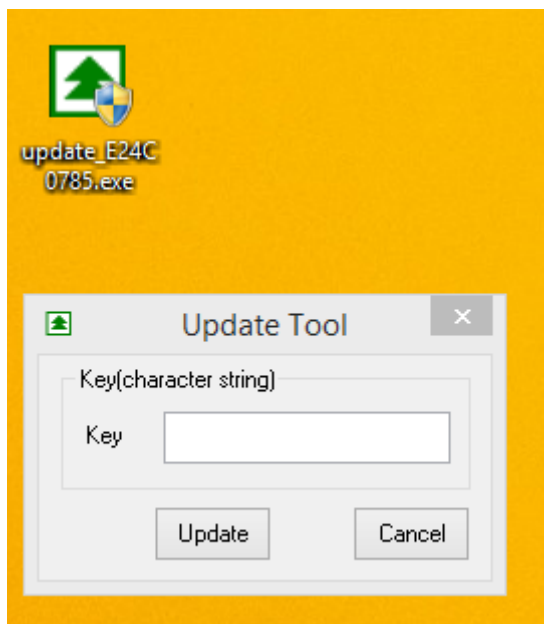 update_E24C
0785.exe
Update Tool
Key(character string)
Key
Update
Cancel